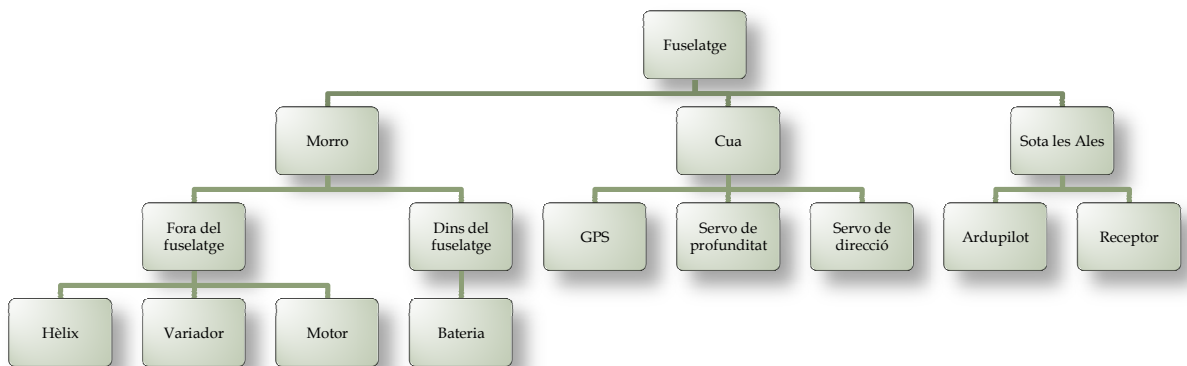 Fuselatge
Morro
Cua
Sota les Ales
Fora del
fuselatge
Dins del
fuselatge
GPS
Servo de
profunditat
Servo de
direcció
Ardupilot
Receptor
Hèlix
Variador
Motor
Bateria